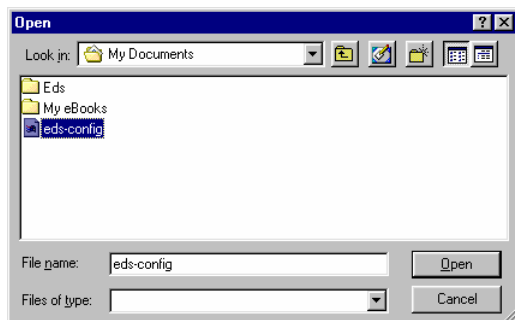 Open
Look in: My Documents
Eds
My eBooks
eds-config
File name: eds-config
Open
Files of type:
Cancel